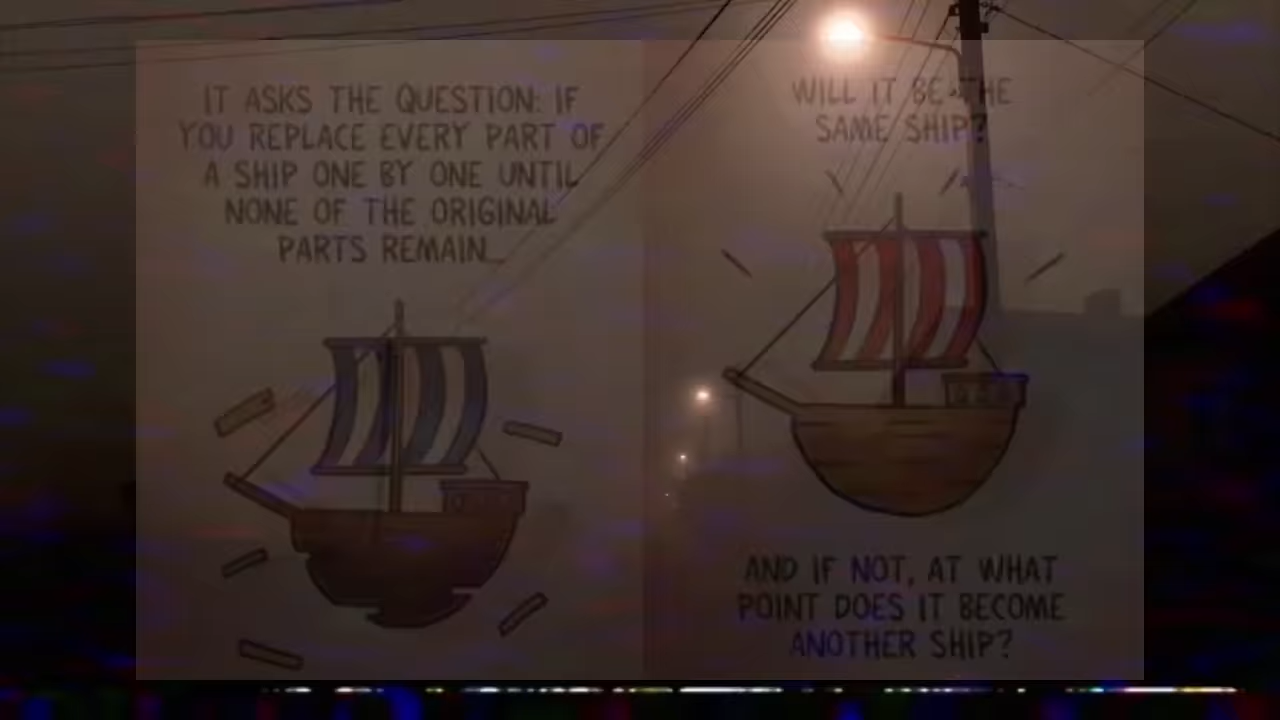 IT ASKS THE QUESTION: IF
YOU REPLACE EVERY PART OF
A SHIP ONE BY ONE UNTIL
NONE OF THE ORIGINAL
PARTS REMAIN...
WILL IT BE THE
SAME SHIP?
AND IF NOT, AT WHAT
POINT DOES IT BECOME
ANOTHER SHIP?